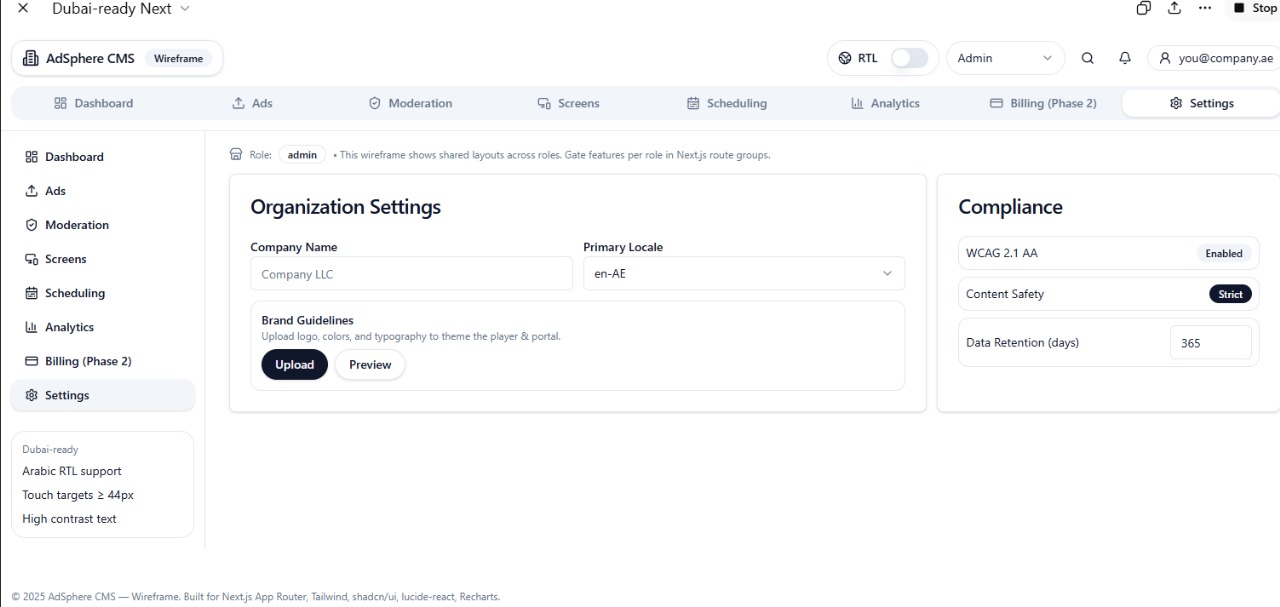 Dubai-ready Next
Stop
AdSphere CMS Wireframe
RTL
Admin
you@company.ae
Dashboard Ads Moderation Screens Scheduling Analytics Billing (Phase 2) Settings
Dashboard
Ads
Moderation
Screens
Scheduling
Analytics
Billing (Phase 2)
Settings
Dubai-ready
Arabic RTL support
Touch targets ≥ 44px
High contrast text
Role: admin • This wireframe shows shared layouts across roles. Gate features per role in Next.js route groups.
Organization Settings
Company Name
Company LLC
Primary Locale
en-AE
Brand Guidelines
Upload logo, colors, and typography to theme the player & portal.
Upload Preview
Compliance
WCAG 2.1 AA Enabled
Content Safety Strict
Data Retention (days) 365
© 2025 AdSphere CMS — Wireframe. Built for Next.js App Router, Tailwind, shadcn/ui, lucide-react, Recharts.